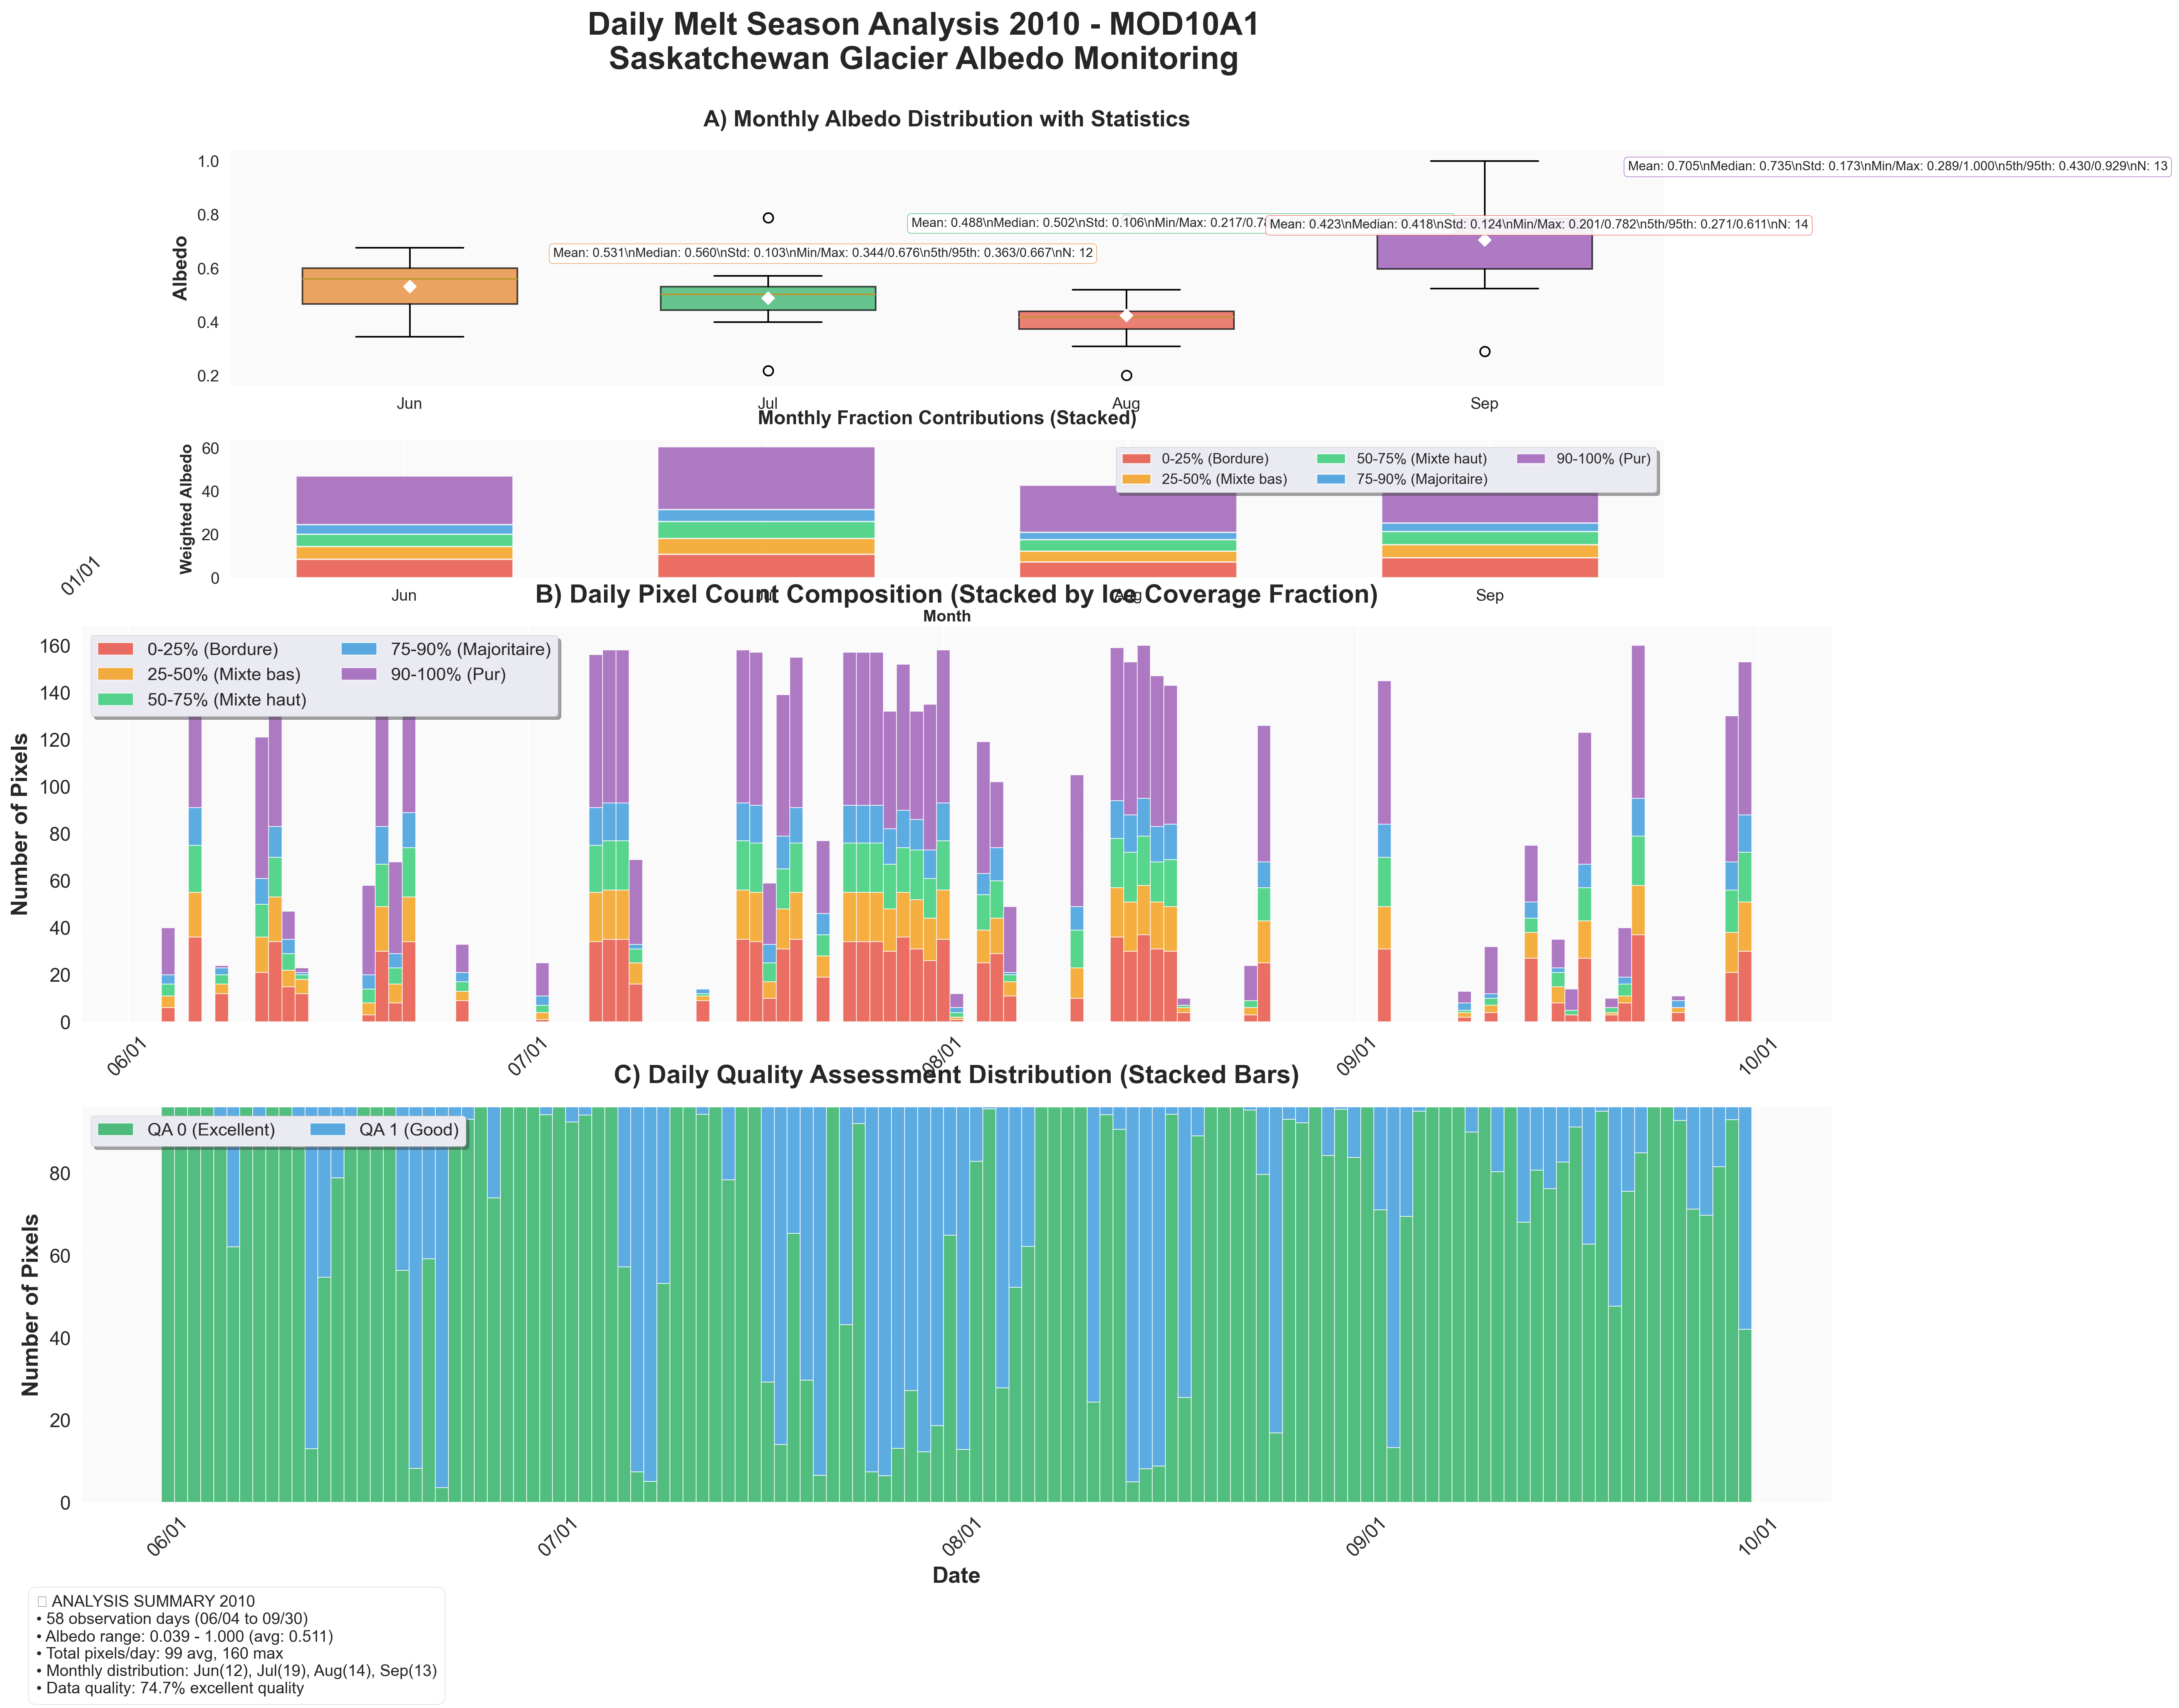 Daily Melt Season Analysis 2010 - MOD10A1
Saskatchewan Glacier Albedo Monitoring
A) Monthly Albedo Distribution with Statistics
Albedo
1.0
0.8
0.6
0.4
0.2
Mean: 0.531\nMedian: 0.560\nStd: 0.103\nMin/Max: 0.344/0.676\n5th/95th: 0.363/0.667\nN: 12
Mean: 0.488\nMedian: 0.502\nStd: 0.106\nMin/Max: 0.217/0.78
Mean: 0.423\nMedian: 0.418\nStd: 0.124\nMin/Max: 0.201/0.782\n5th/95th: 0.271/0.611\nN: 14
Mean: 0.705\nMedian: 0.735\nStd: 0.173\nMin/Max: 0.289/1.000\n5th/95th: 0.430/0.929\nN: 13
Jun
Jul
Aug
Sep
Monthly Fraction Contributions (Stacked)
Weighted Albedo
60
40
20
0
0-25% (Bordure)
25-50% (Mixte bas)
50-75% (Mixte haut)
75-90% (Majoritaire)
90-100% (Pur)
Jun
Sep
Month
01/01
B) Daily Pixel Count Composition (Stacked by Ice Coverage Fraction)
Number of Pixels
160
140
120
100
80
60
40
20
0
0-25% (Bordure)
25-50% (Mixte bas)
50-75% (Mixte haut)
75-90% (Majoritaire)
90-100% (Pur)
06/01
07/01
08/01
09/01
10/01
C) Daily Quality Assessment Distribution (Stacked Bars)
Number of Pixels
80
60
40
20
0
QA 0 (Excellent)
QA 1 (Good)
06/01
07/01
08/01
09/01
10/01
Date
ANALYSIS SUMMARY 2010
• 58 observation days (06/04 to 09/30)
• Albedo range: 0.039 - 1.000 (avg: 0.511)
• Total pixels/day: 99 avg, 160 max
• Monthly distribution: Jun(12), Jul(19), Aug(14), Sep(13)
• Data quality: 74.7% excellent quality